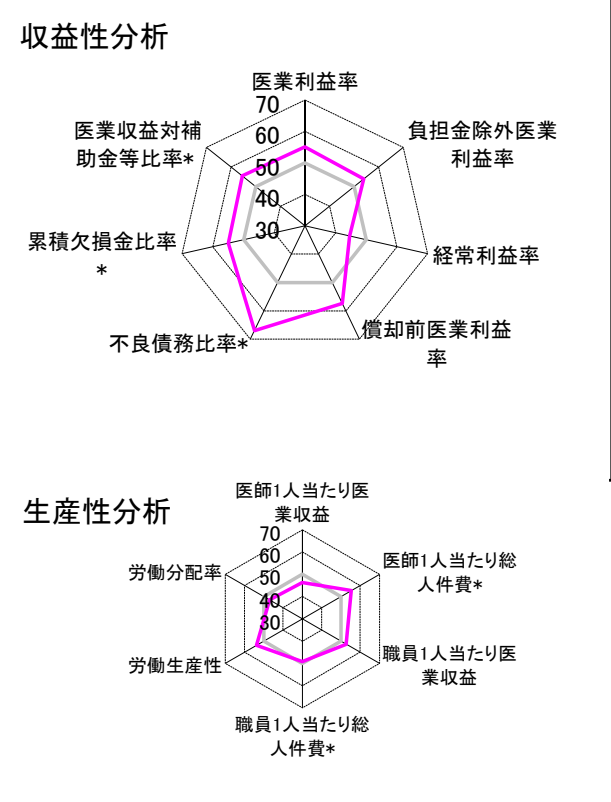 収益性分析
医業利益率
70
60
50
40
30
負担金除外医業
利益率
経常利益率
償却前医業利益
率
不良債務比率*
累積欠損金比率
*
医業収益対補
助金等比率*
生産性分析
医師1人当たり医
業収益
70
60
50
40
30
医師1人当たり総
人件費*
職員1人当たり医
業収益
職員1人当たり総
人件費*
労働生産性
労働分配率